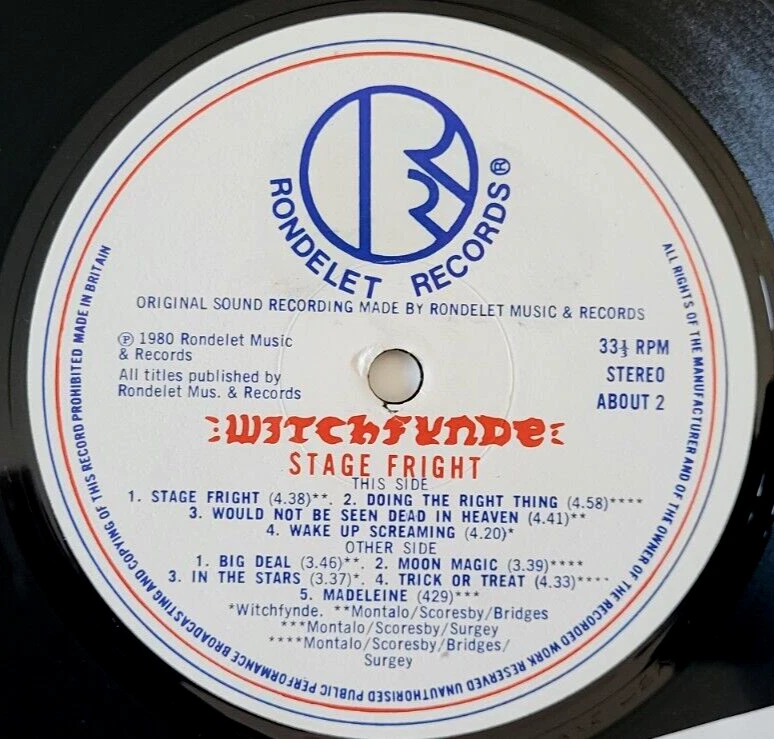 RONDELET RECORDS®
ORIGINAL SOUND RECORDING MADE BY RONDELET MUSIC & RECORDS
℗ 1980 Rondelet Music
& Records
All titles published by
Rondelet Mus. & Records
33⅓ RPM
STEREO
ABOUT 2
WITCHFYNDE
STAGE FRIGHT
THIS SIDE
1. STAGE FRIGHT (4.38)**. 2. DOING THE RIGHT THING (4.58)****
3. WOULD NOT BE SEEN DEAD IN HEAVEN (4.41)**
4. WAKE UP SCREAMING (4.20)*
OTHER SIDE
1. BIG DEAL (3.46)**. 2. MOON MAGIC (3.39)****
3. IN THE STARS (3.37)*. 4. TRICK OR TREAT (4.33)****
5. MADELEINE (429)***
*Witchfynde. **Montalo/Scoresby/Bridges
***Montalo/Scoresby/Surgey
****Montalo/Scoresby/Bridges/
Surgey
ALL RIGHTS OF THE MANUFACTURER AND OF THE OWNER OF THE RECORDED WORK RESERVED UNAUTHORISED PUBLIC PERFORMANCE BROADCASTING AND COPYING OF THIS RECORD PROHIBITED MADE IN BRITAIN